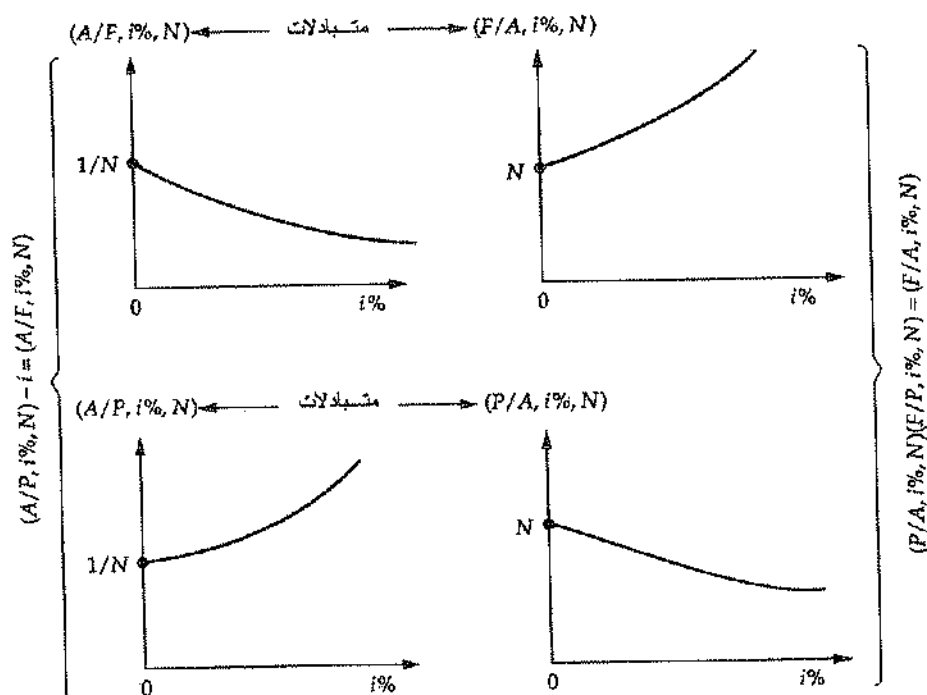 (A/F, i%, N) متبادلات (F/A, i%, N)
1/N
0
i%
N
0
i%
(A/P, i%, N) − i = (A/F, i%, N)
(P/A, i%, N)(F/P, i%, N) = (F/A, i%, N)
(A/P, i%, N) متبادلات (P/A, i%, N)
1/N
0
i%
N
0
i%